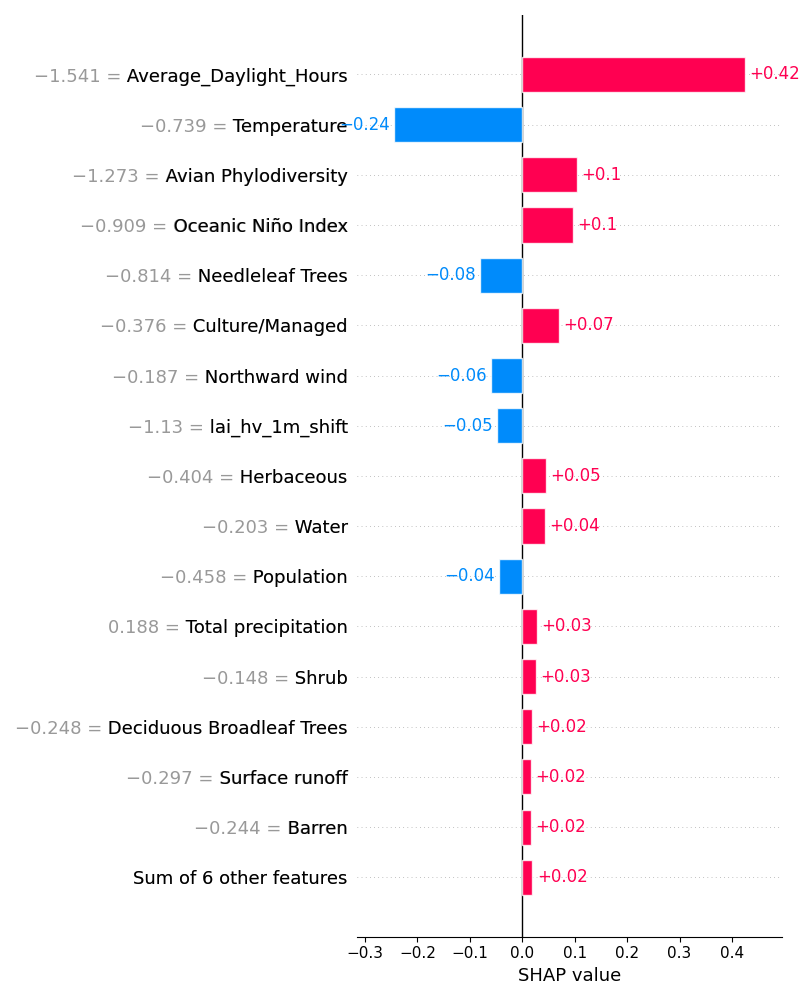 −1.541 = Average_Daylight_Hours +0.42
−0.739 = Temperature −0.24
−1.273 = Avian Phylodiversity +0.1
−0.909 = Oceanic Niño Index +0.1
−0.814 = Needleleaf Trees −0.08
−0.376 = Culture/Managed +0.07
−0.187 = Northward wind −0.06
−1.13 = lai_hv_1m_shift −0.05
−0.404 = Herbaceous +0.05
−0.203 = Water +0.04
−0.458 = Population −0.04
0.188 = Total precipitation +0.03
−0.148 = Shrub +0.03
−0.248 = Deciduous Broadleaf Trees +0.02
−0.297 = Surface runoff +0.02
−0.244 = Barren +0.02
Sum of 6 other features +0.02
−0.3 −0.2 −0.1 0.0 0.1 0.2 0.3 0.4
SHAP value